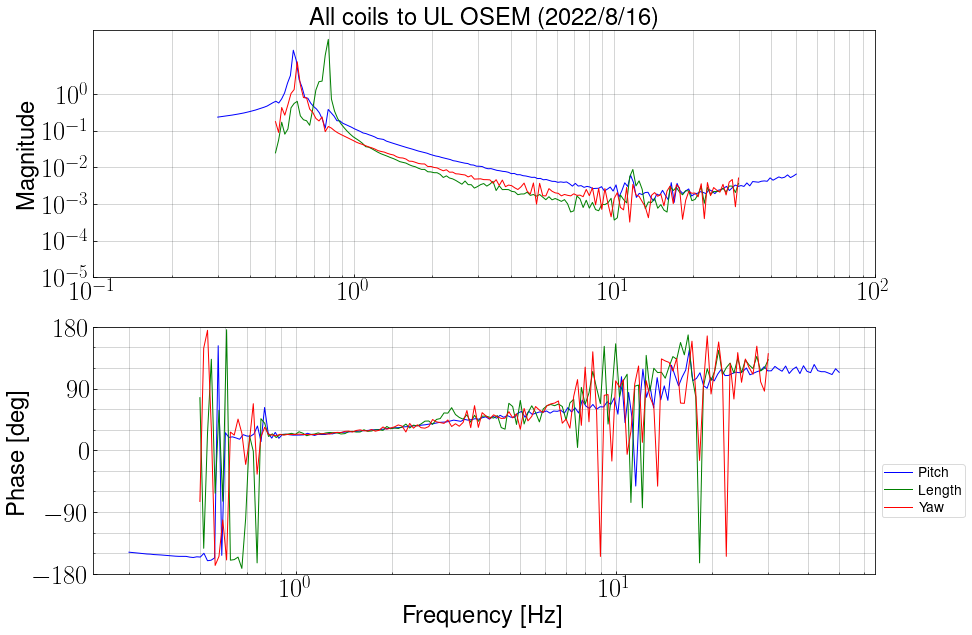 All coils to UL OSEM (2022/8/16)
Magnitude
10^0
10^-1
10^-2
10^-3
10^-4
10^-5
10^-1 10^0 10^1 10^2
Phase [deg]
180
90
0
−90
−180
10^0 10^1
Frequency [Hz]
Pitch
Length
Yaw